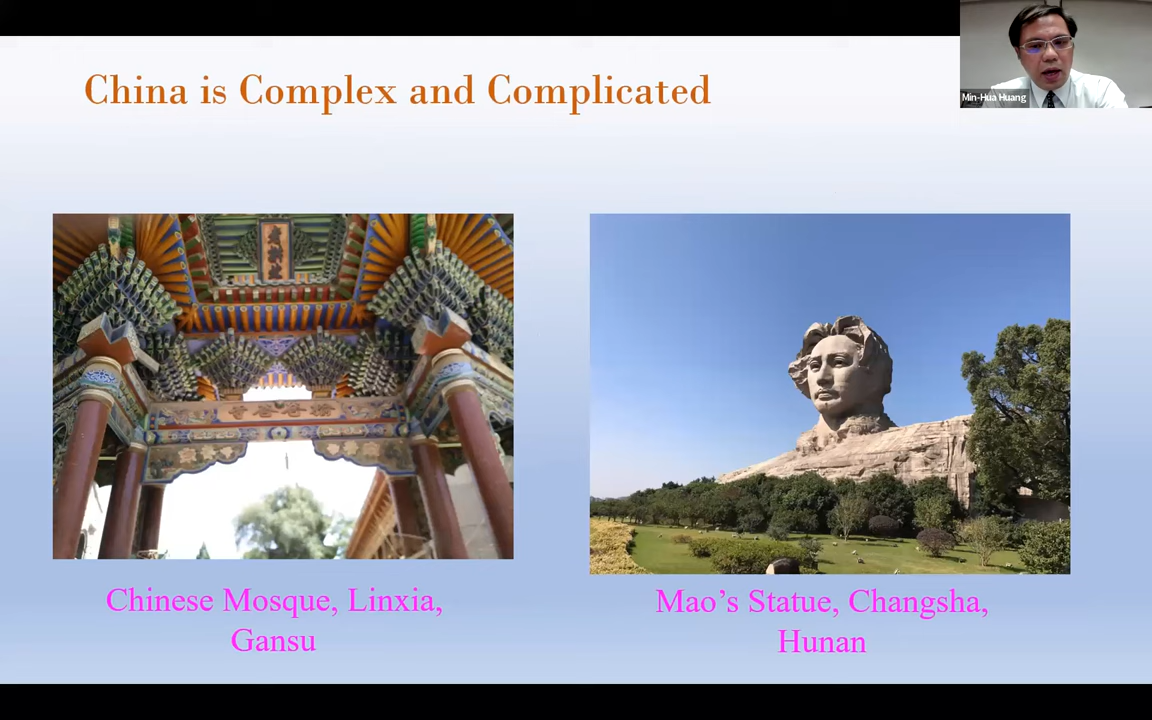 China is Complex and Complicated
Min-Hua Huang
Chinese Mosque, Linxia,
Gansu
Mao’s Statue, Changsha,
Hunan